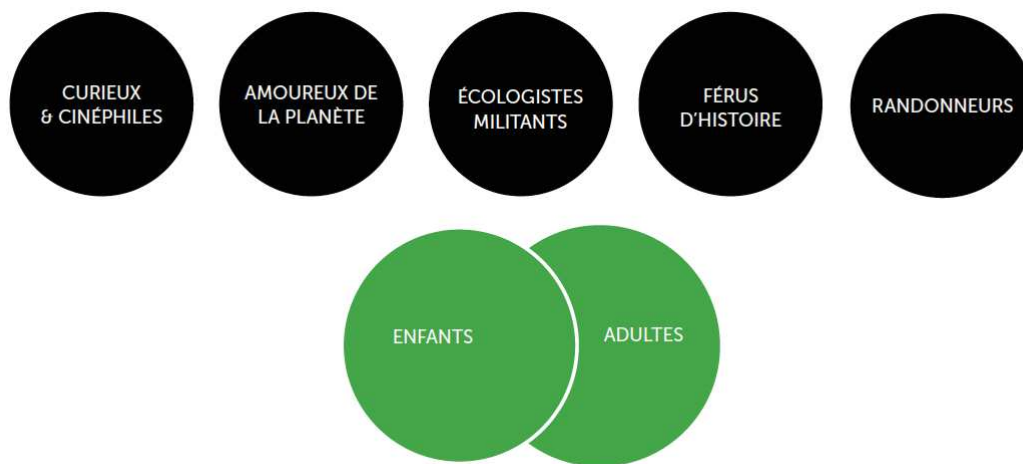 CURIEUX
& CINÉPHILES
AMOUREUX DE
LA PLANÈTE
ÉCOLOGISTES
MILITANTS
FÉRUS
D'HISTOIRE
RANDONNEURS
ENFANTS
ADULTES